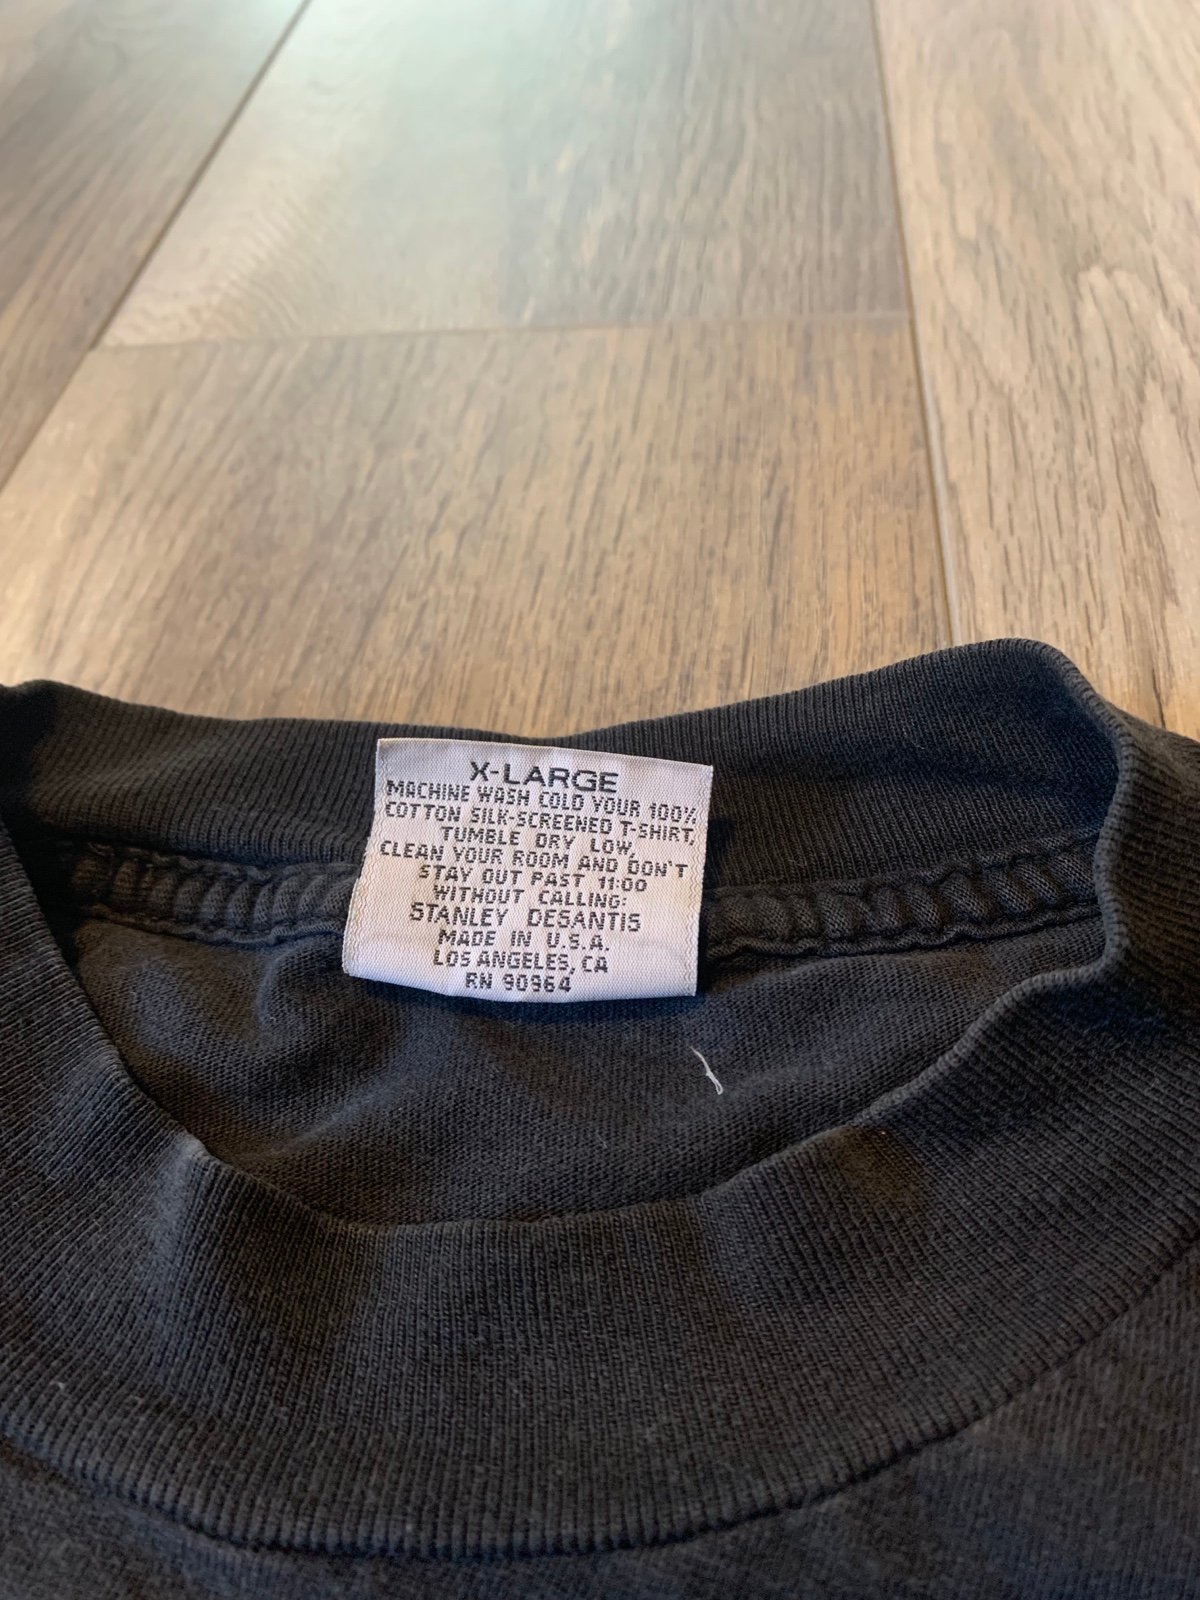 X-LARGE
MACHINE WASH COLD YOUR 100%
COTTON SILK-SCREENED T-SHIRT,
TUMBLE DRY LOW,
CLEAN YOUR ROOM AND DON'T
STAY OUT PAST 11:00
WITHOUT CALLING:
STANLEY DESANTIS
MADE IN U.S.A.
LOS ANGELES, CA
RN 90964